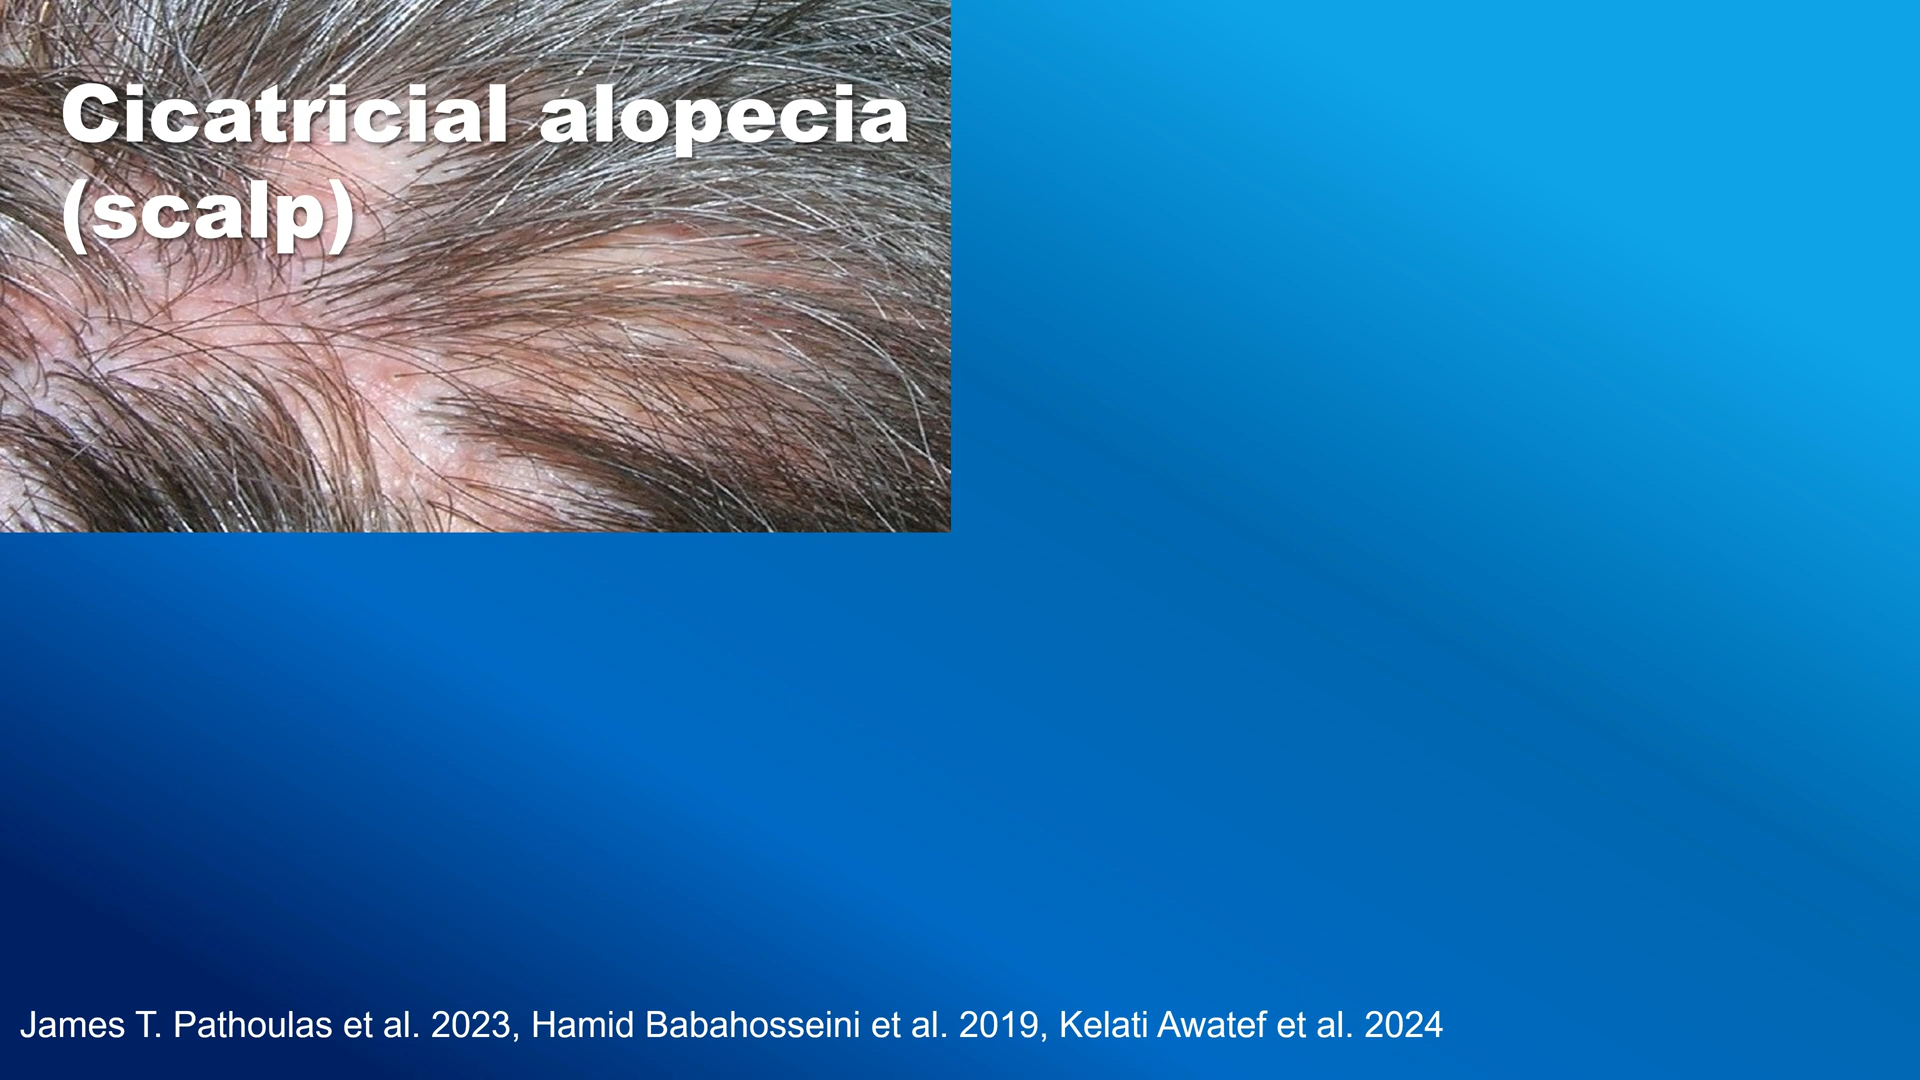 Cicatricial alopecia
(scalp)
James T. Pathoulas et al. 2023, Hamid Babahosseini et al. 2019, Kelati Awatef et al. 2024